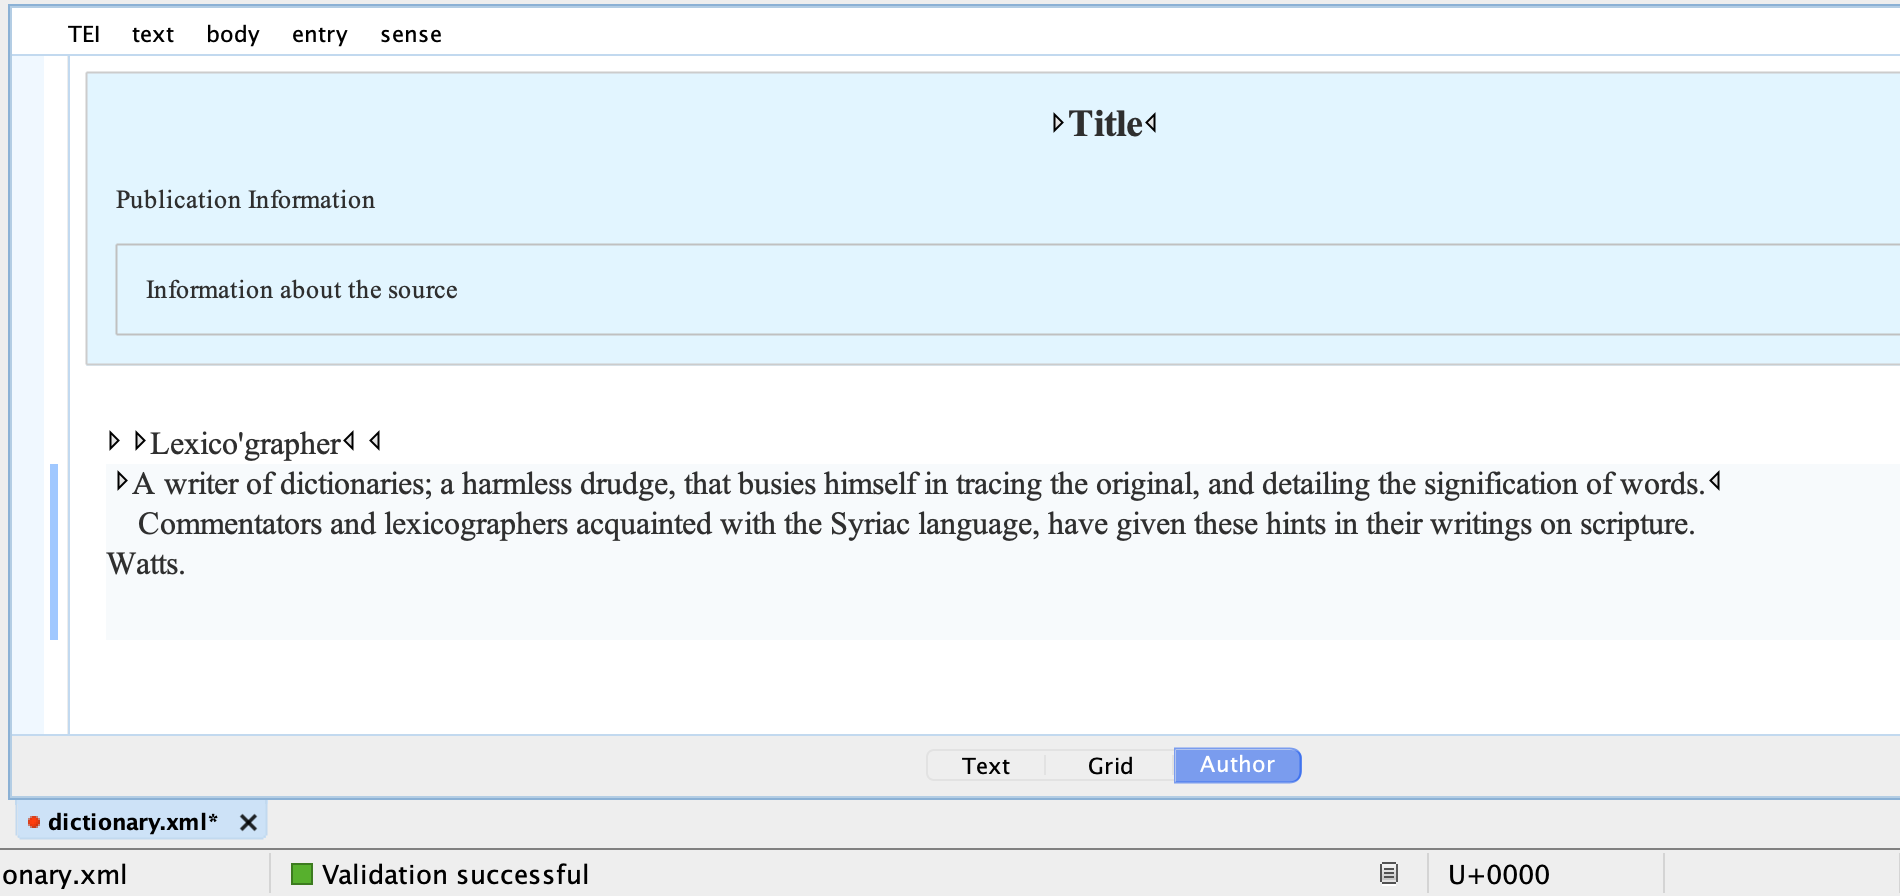 TEI text body entry sense
Title
Publication Information
Information about the source
Lexico'grapher
A writer of dictionaries; a harmless drudge, that busies himself in tracing the original, and detailing the signification of words.
Commentators and lexicographers acquainted with the Syriac language, have given these hints in their writings on scripture.
Watts.
Text Grid Author
dictionary.xml*
onary.xml Validation successful U+0000